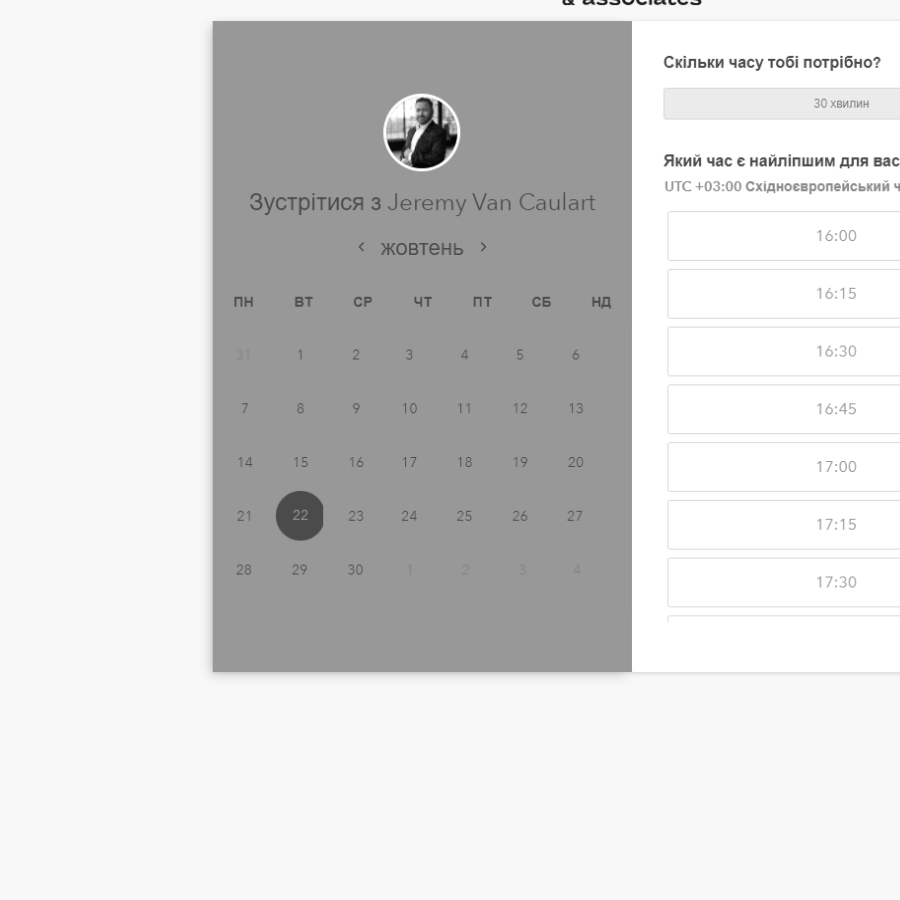 & associates
Зустрітися з Jeremy Van Caulart
жовтень
ПН ВТ СР ЧТ ПТ СБ НД
31 1 2 3 4 5 6
7 8 9 10 11 12 13
14 15 16 17 18 19 20
21 22 23 24 25 26 27
28 29 30 1 2 3 4
Скільки часу тобі потрібно?
30 хвилин
Який час є найліпшим для вас
UTC +03:00 Східноєвропейський ч
16:00
16:15
16:30
16:45
17:00
17:15
17:30